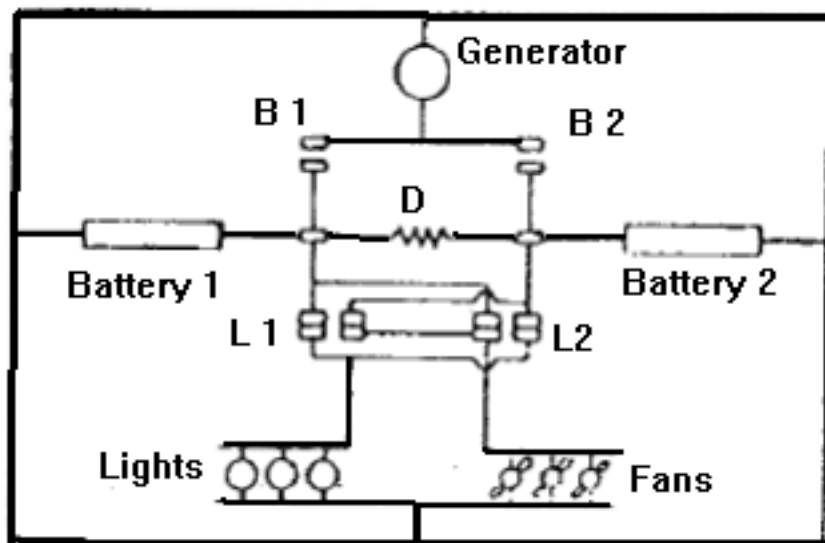 Generator
B 1
B 2
D
Battery 1
Battery 2
L 1
L2
Lights
Fans